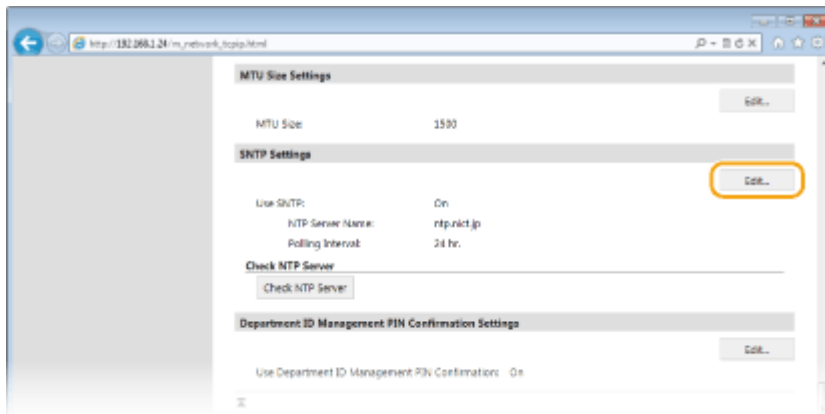 http://192.168.1.24/m_network_tcpip.html
MTU Size Settings
Edit...
MTU Size: 1500
SNTP Settings
Edit...
Use SNTP: On
NTP Server Name: ntp.nict.jp
Polling Interval: 24 hr.
Check NTP Server
Check NTP Server
Department ID Management PIN Confirmation Settings
Edit...
Use Department ID Management PIN Confirmation: On